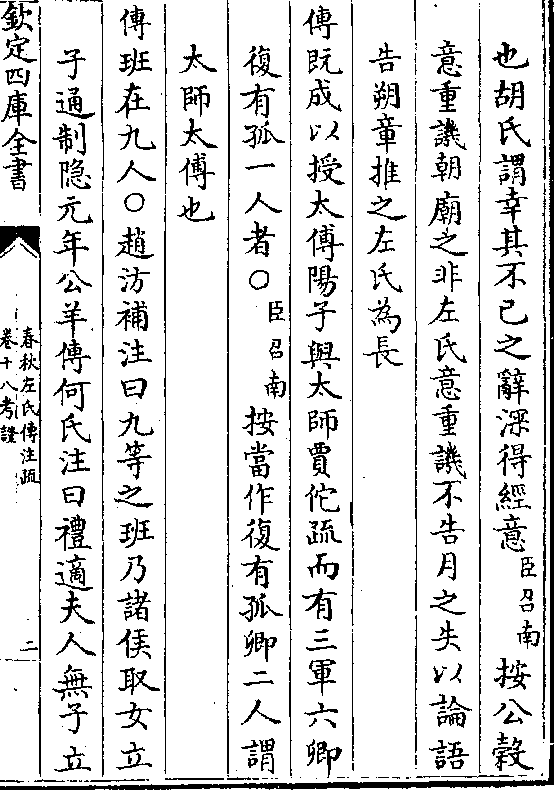 也胡氏謂幸其不已之辭深得經意臣召南按公穀
意重譏朝廟之非左氏意重譏不告月之失以論語
告朔章推之左氏為長
傳既成以授太傅陽子與太師賈佗疏而有三軍六卿
復有孤一人者○臣召南按當作復有孤卿二人謂
太師太傅也
傳班在九人○趙汸補注曰九等之班乃諸侯取女立
子通制隐元年公羊傳何氏注曰禮適夫人無子立
欽定四庫全書
春秋左氏傳注疏
卷十八考證
二